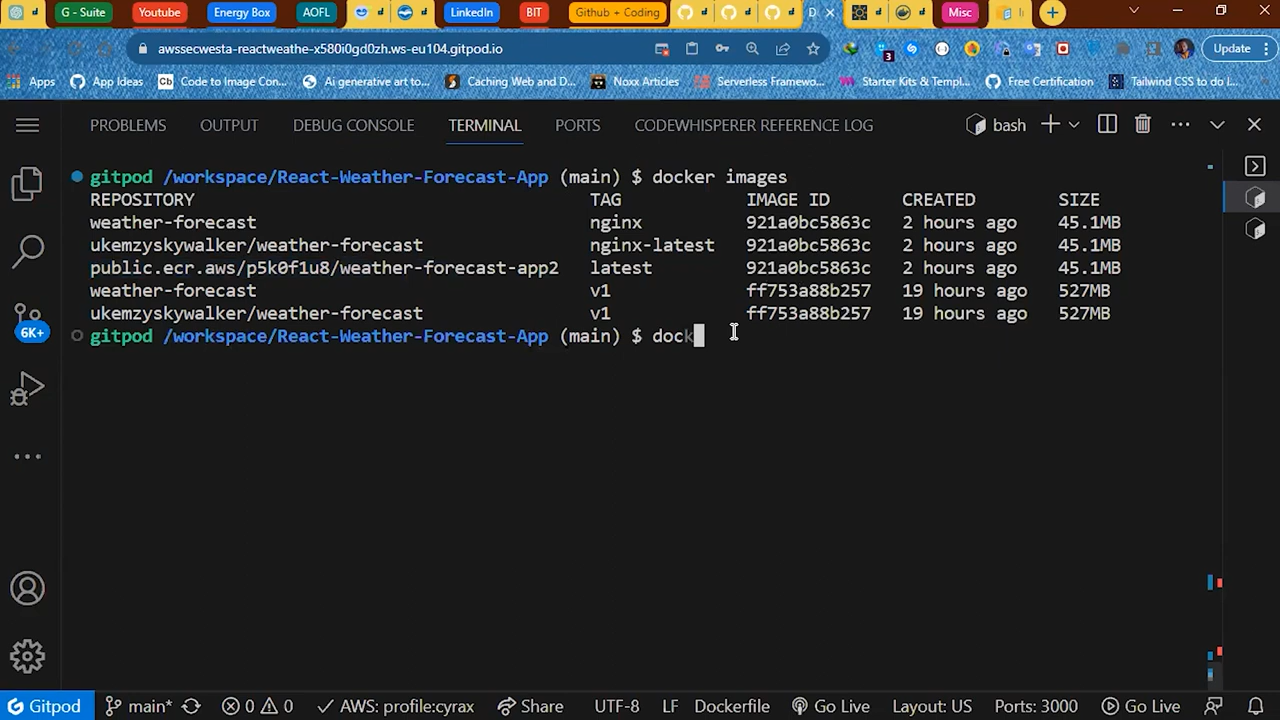 G - Suite Youtube Energy Box AOFL LinkedIn BIT Github + Coding D Misc
awssecwesta-reactweathe-x580i0gd0zh.ws-eu104.gitpod.io 3 Update
Apps App Ideas Cb Code to Image Con... Ai generative art to... Caching Web and D... Noxx Articles Serverless Framewo... Starter Kits & Templ... Free Certification Tailwind CSS to do l...
PROBLEMS OUTPUT DEBUG CONSOLE TERMINAL PORTS CODEWHISPERER REFERENCE LOG bash
gitpod /workspace/React-Weather-Forecast-App (main) $ docker images
REPOSITORY TAG IMAGE ID CREATED SIZE
weather-forecast nginx 921a0bc5863c 2 hours ago 45.1MB
ukemzyskywalker/weather-forecast nginx-latest 921a0bc5863c 2 hours ago 45.1MB
public.ecr.aws/p5k0f1u8/weather-forecast-app2 latest 921a0bc5863c 2 hours ago 45.1MB
weather-forecast v1 ff753a88b257 19 hours ago 527MB
ukemzyskywalker/weather-forecast v1 ff753a88b257 19 hours ago 527MB
gitpod /workspace/React-Weather-Forecast-App (main) $ dock
6K+
Gitpod main* 0 0 AWS: profile:cyrax Share UTF-8 LF Dockerfile Go Live Layout: US Ports: 3000 Go Live